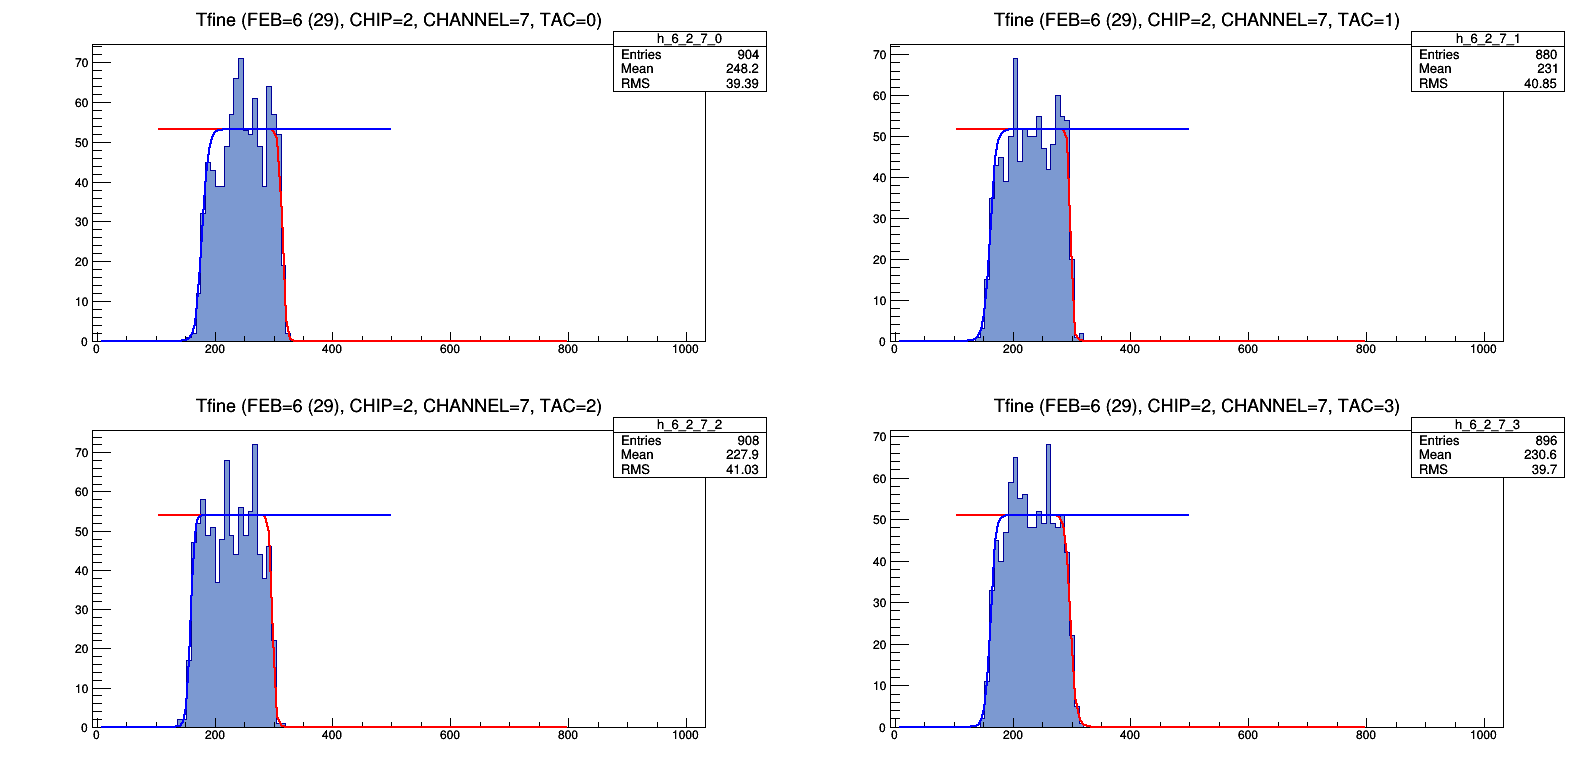 Tfine (FEB=6 (29), CHIP=2, CHANNEL=7, TAC=0)
h_6_2_7_0
Entries 904
Mean 248.2
RMS 39.39
70
60
50
40
30
20
10
0
0 200 400 600 800 1000
Tfine (FEB=6 (29), CHIP=2, CHANNEL=7, TAC=1)
h_6_2_7_1
Entries 880
Mean 231
RMS 40.85
70
60
50
40
30
20
10
0
0 200 400 600 800 1000
Tfine (FEB=6 (29), CHIP=2, CHANNEL=7, TAC=2)
h_6_2_7_2
Entries 908
Mean 227.9
RMS 41.03
70
60
50
40
30
20
10
0
0 200 400 600 800 1000
Tfine (FEB=6 (29), CHIP=2, CHANNEL=7, TAC=3)
h_6_2_7_3
Entries 896
Mean 230.6
RMS 39.7
70
60
50
40
30
20
10
0
0 200 400 600 800 1000